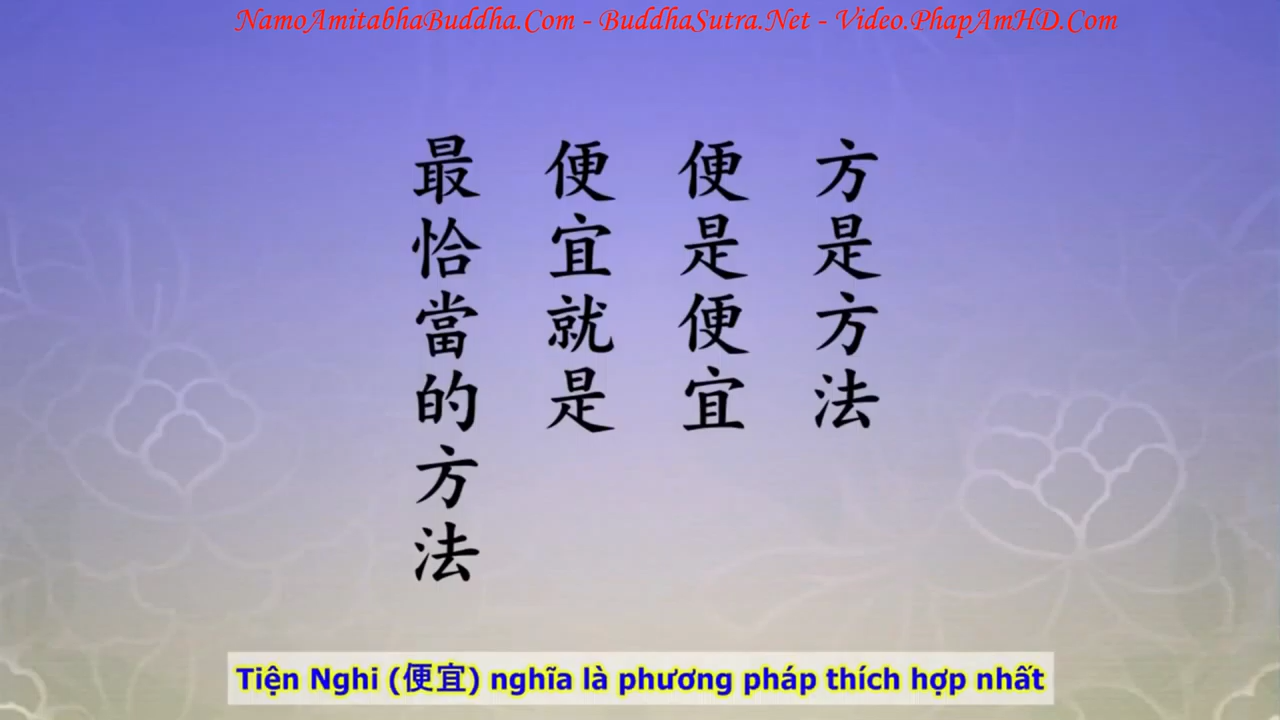 NamoAmitabhaBuddha.Com - BuddhaSutra.Net - Video.PhapAmHD.Com
方是方法
便是便宜
便宜就是
最恰當的方法
Tiện Nghi (便宜) nghĩa là phương pháp thích hợp nhất